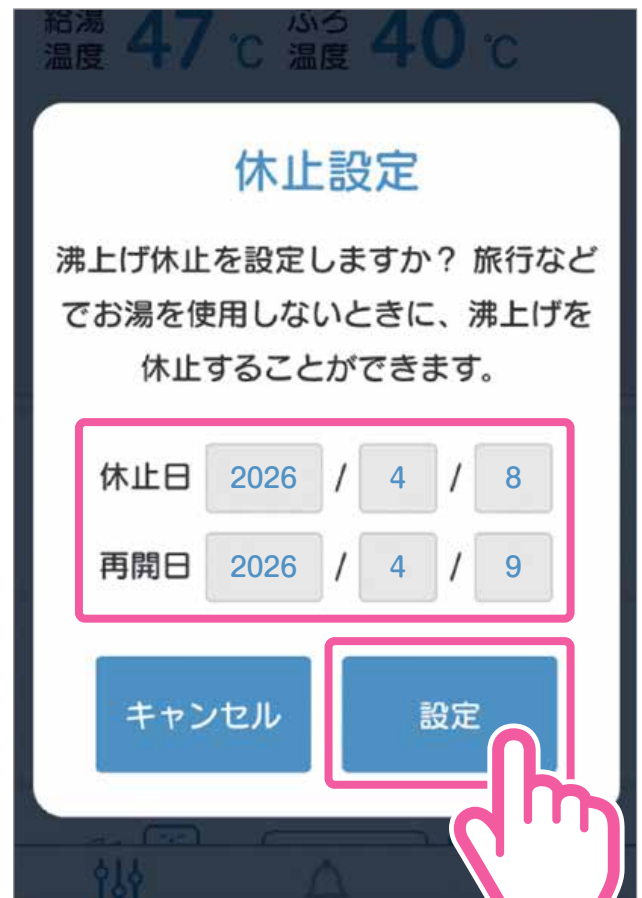 給湯 ふろ
温度 47 ℃ 温度 40 ℃
休止設定
沸上げ休止を設定しますか? 旅行など
でお湯を使用しないときに、沸上げを
休止することができます。
休止日 2026 / 4 / 8
再開日 2026 / 4 / 9
キャンセル 設定